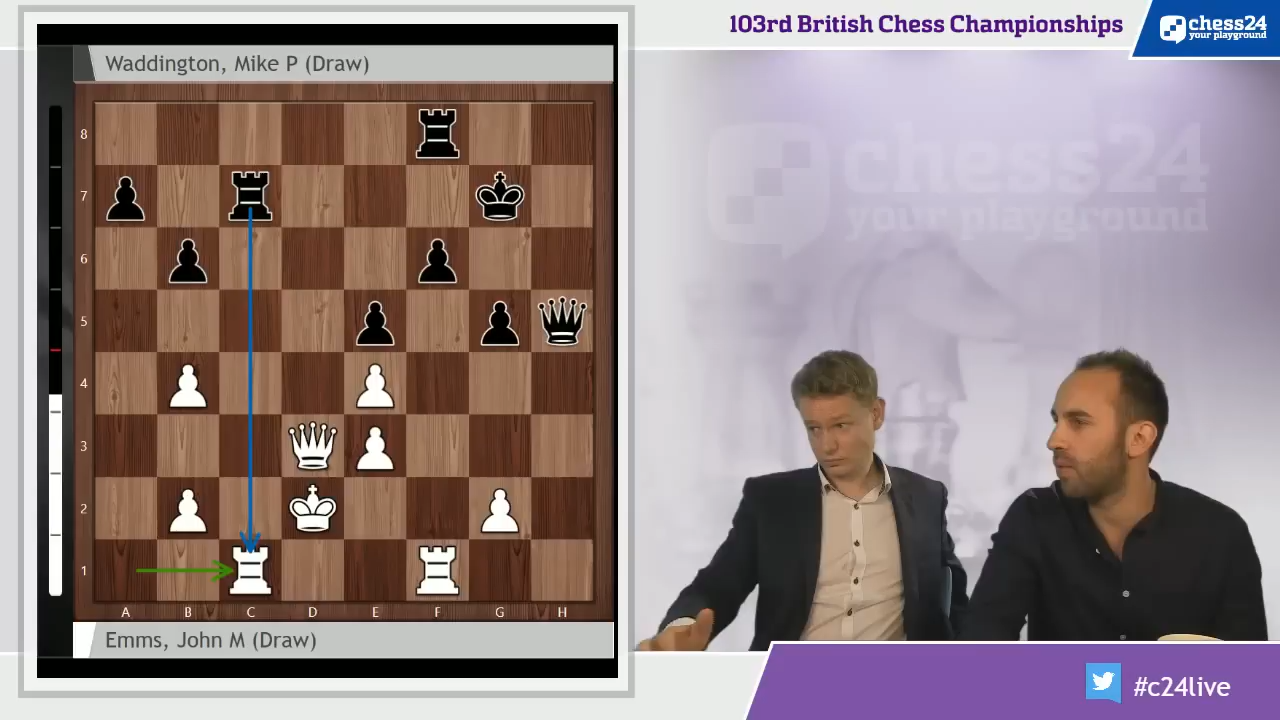 103rd British Chess Championships
chess24
your playground
Waddington, Mike P (Draw)
chess24
your playground
8
7
6
5
4
3
2
1
A B C D E F G H
Emms, John M (Draw)
#c24live